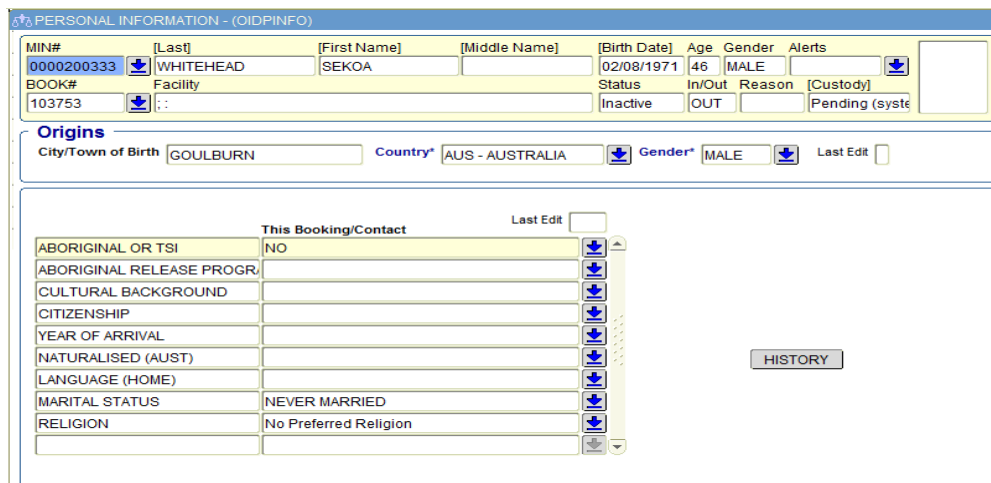 PERSONAL INFORMATION - (OIDPINFO)
MIN# [Last] [First Name] [Middle Name] [Birth Date] Age Gender Alerts
0000200333 WHITEHEAD SEKOA 02/08/1971 46 MALE
BOOK# Facility Status In/Out Reason [Custody]
103753 ; : Inactive OUT Pending (syste
Origins
City/Town of Birth GOULBURN Country* AUS - AUSTRALIA Gender* MALE Last Edit
Last Edit
This Booking/Contact
ABORIGINAL OR TSI NO
ABORIGINAL RELEASE PROGRA
CULTURAL BACKGROUND
CITIZENSHIP
YEAR OF ARRIVAL
NATURALISED (AUST)
HISTORY
LANGUAGE (HOME)
MARITAL STATUS NEVER MARRIED
RELIGION No Preferred Religion